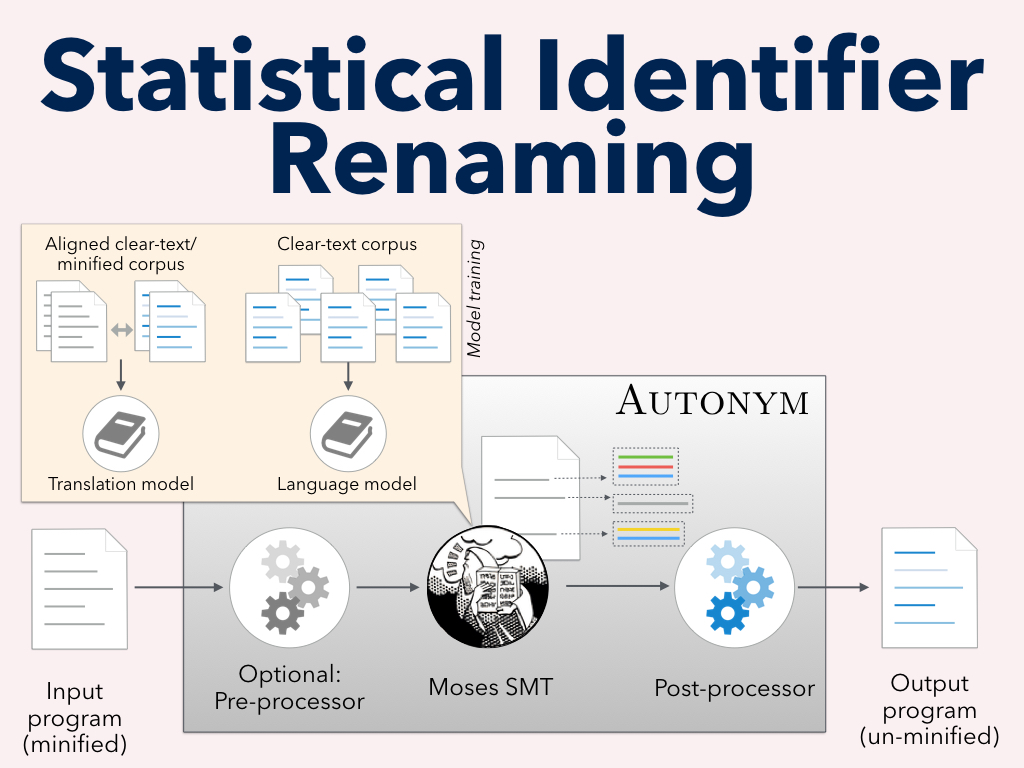 Statistical Identifier
Renaming
Aligned clear-text/
minified corpus
Clear-text corpus
Model training
Translation model
Language model
AUTONYM
Input
program
(minified)
Optional:
Pre-processor
Moses SMT
Post-processor
Output
program
(un-minified)